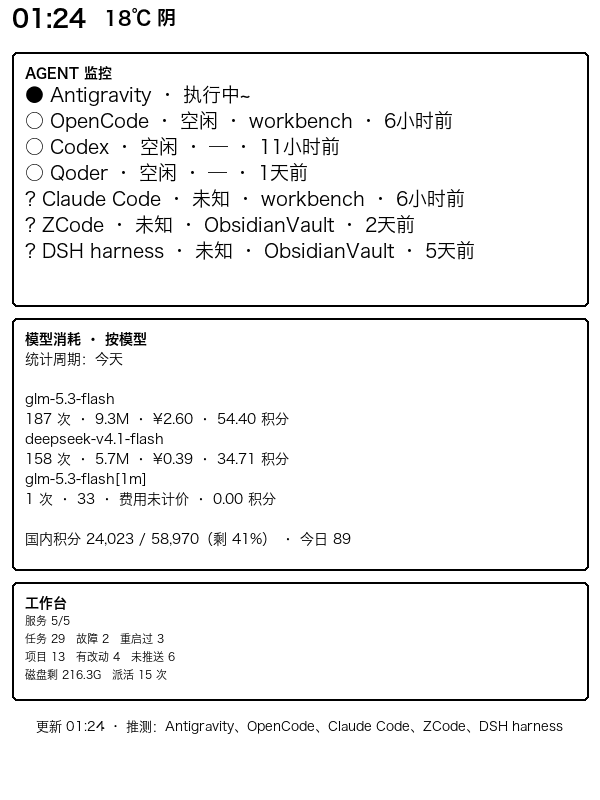 01:24 18℃ 阴
AGENT 监控
● Antigravity · 执行中~
○ OpenCode · 空闲 · workbench · 6小时前
○ Codex · 空闲 · — · 11小时前
○ Qoder · 空闲 · — · 1天前
? Claude Code · 未知 · workbench · 6小时前
? ZCode · 未知 · ObsidianVault · 2天前
? DSH harness · 未知 · ObsidianVault · 5天前
模型消耗 · 按模型
统计周期：今天
glm-5.3-flash
187 次 · 9.3M · ¥2.60 · 54.40 积分
deepseek-v4.1-flash
158 次 · 5.7M · ¥0.39 · 34.71 积分
glm-5.3-flash[1m]
1 次 · 33 · 费用未计价 · 0.00 积分
国内积分 24,023 / 58,970（剩 41%） · 今日 89
工作台
服务 5/5
任务 29 故障 2 重启过 3
项目 13 有改动 4 未推送 6
磁盘剩 216.3G 派活 15 次
更新 01:24 · 推测：Antigravity、OpenCode、Claude Code、ZCode、DSH harness